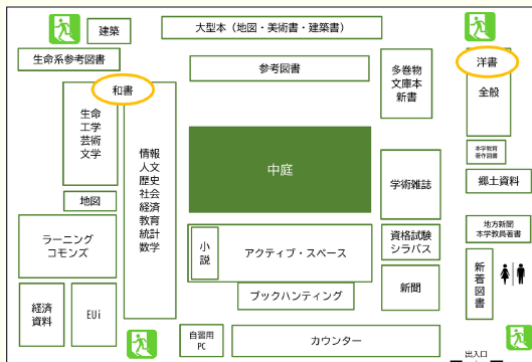 建築
大型本（地図・美術書・建築書）
洋書
生命系参考図書
参考図書
多巻物
文庫本
新書
全般
和書
生命
工学
芸術
文学
情報
人文
歴史
社会
経済
教育
統計
数学
中庭
学術雑誌
本学教育
著作図書
郷土資料
地図
ラーニング
コモンズ
小説
アクティブ・スペース
資格試験
シラバス
地方新聞
本学教員著書
ブックハンティング
新聞
新着図書
経済
資料
EUi
自習用
PC
カウンター
出入口